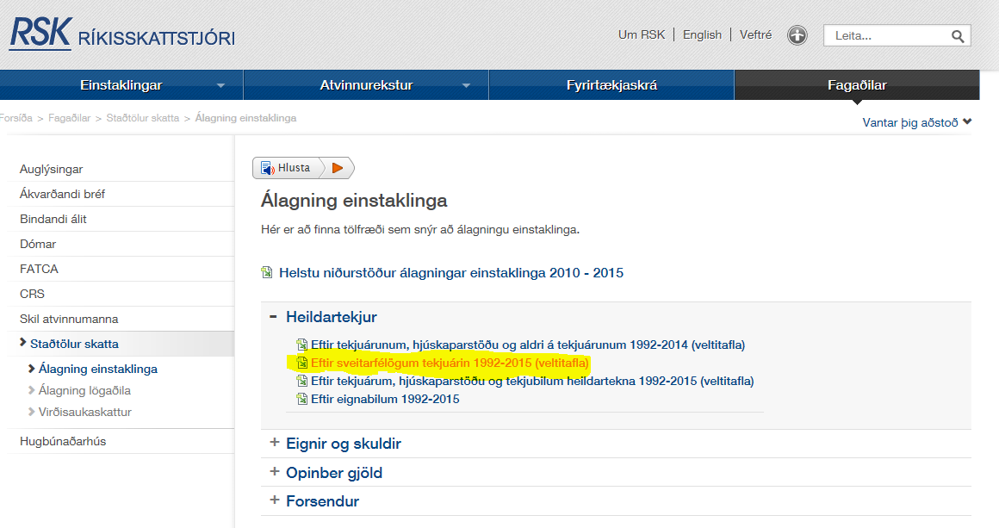 RSK RÍKISSKATTSTJÓRI
Um RSK | English | Veftré
Leita...
Einstaklingar
Atvinnurekstur
Fyrirtækjaskrá
Fagaðilar
Forsíða > Fagaðilar > Staðtölur skatta > Álagning einstaklinga
Vantar þig aðstoð
Auglýsingar
Ákvarðandi bréf
Bindandi álit
Dómar
FATCA
CRS
Skil atvinnumanna
Staðtölur skatta
Álagning einstaklinga
Álagning lögaðila
Virðisaukaskattur
Hugbúnaðarhús
Hlusta
Álagning einstaklinga
Hér er að finna tölfræði sem snýr að álagningu einstaklinga.
Helstu niðurstöður álagningar einstaklinga 2010 - 2015
Heildartekjur
Eftir tekjuárunum, hjúskaparstöðu og aldri á tekjuárunum 1992-2014 (veltitafla)
Eftir sveitarfélögum tekjuárin 1992-2015 (veltitafla)
Eftir tekjuárum, hjúskaparstöðu og tekjubilum heildartekna 1992-2015 (veltitafla)
Eftir eignabilum 1992-2015
Eignir og skuldir
Opinber gjöld
Forsendur